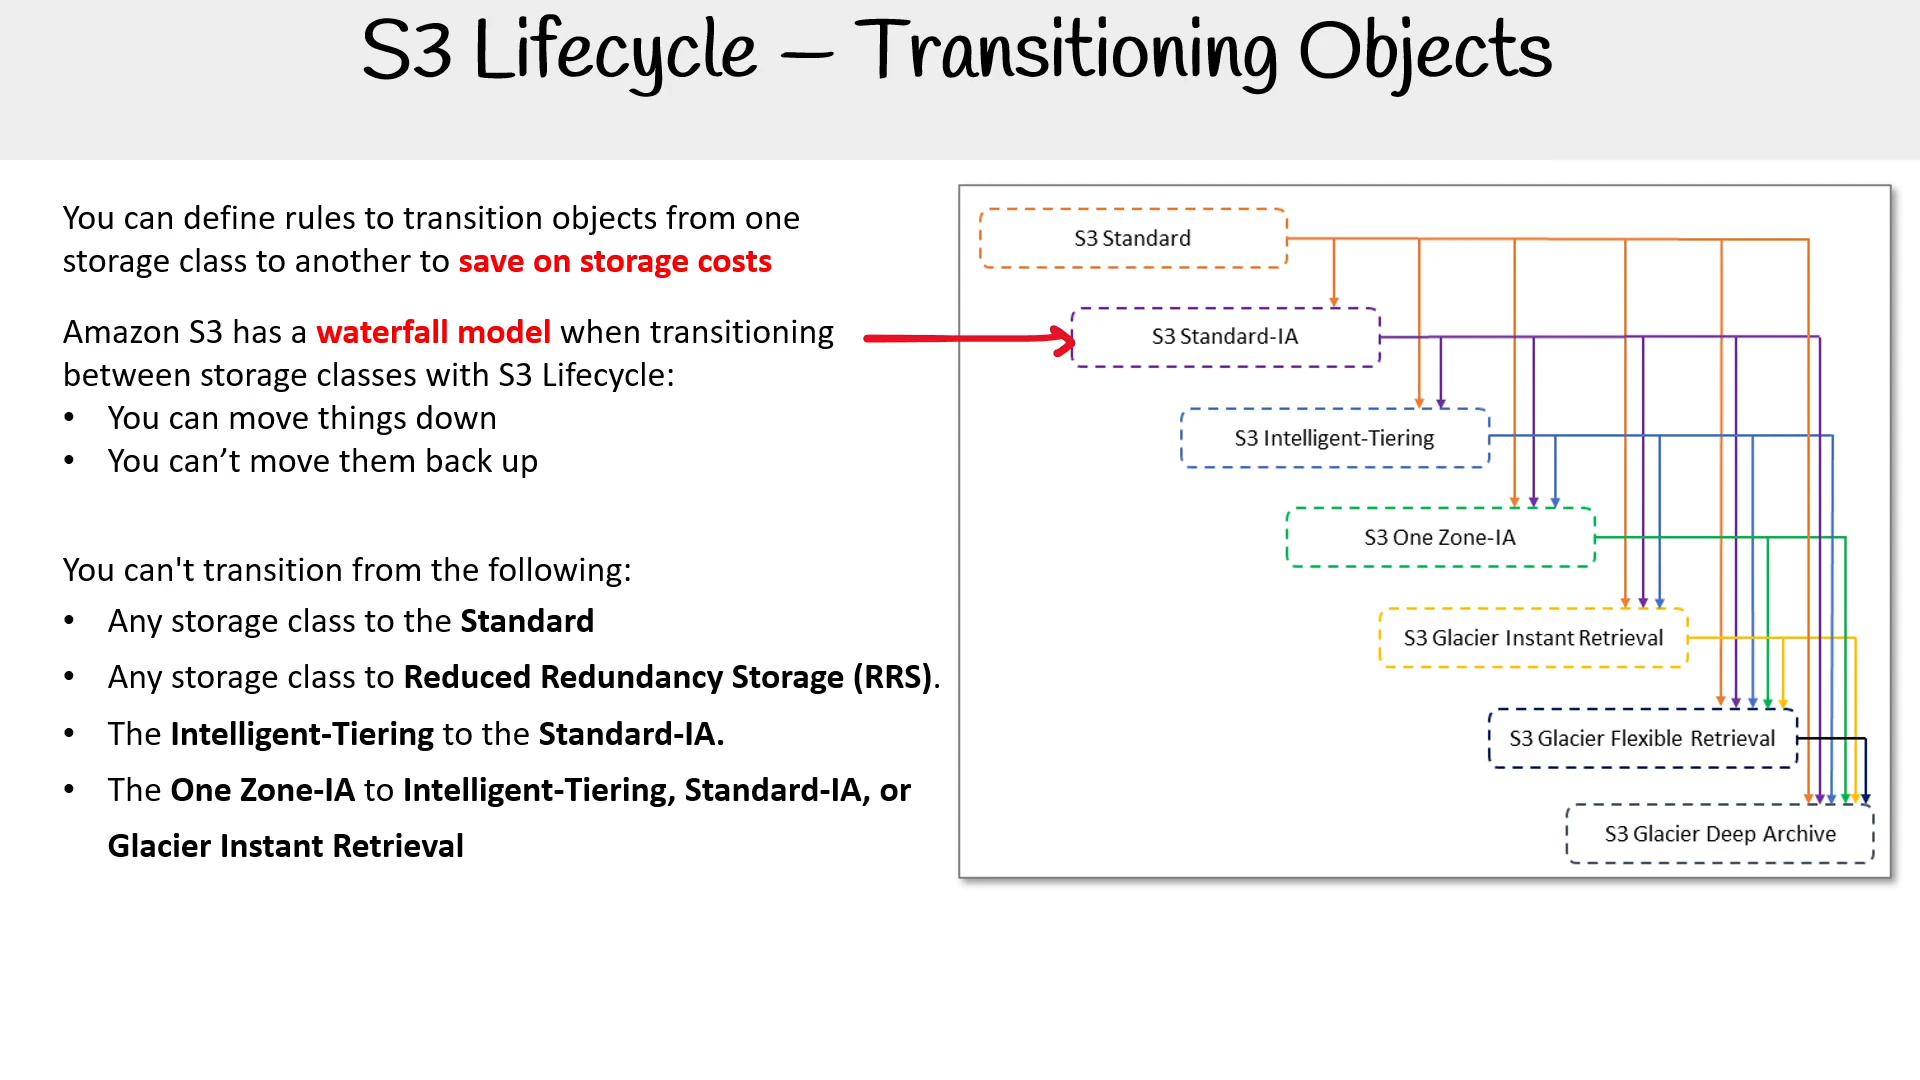 S3 Lifecycle – Transitioning Objects
You can define rules to transition objects from one
storage class to another to save on storage costs
Amazon S3 has a waterfall model when transitioning
between storage classes with S3 Lifecycle:
• You can move things down
• You can’t move them back up
You can't transition from the following:
• Any storage class to the Standard
• Any storage class to Reduced Redundancy Storage (RRS).
• The Intelligent-Tiering to the Standard-IA.
• The One Zone-IA to Intelligent-Tiering, Standard-IA, or
Glacier Instant Retrieval
S3 Standard
S3 Standard-IA
S3 Intelligent-Tiering
S3 One Zone-IA
S3 Glacier Instant Retrieval
S3 Glacier Flexible Retrieval
S3 Glacier Deep Archive